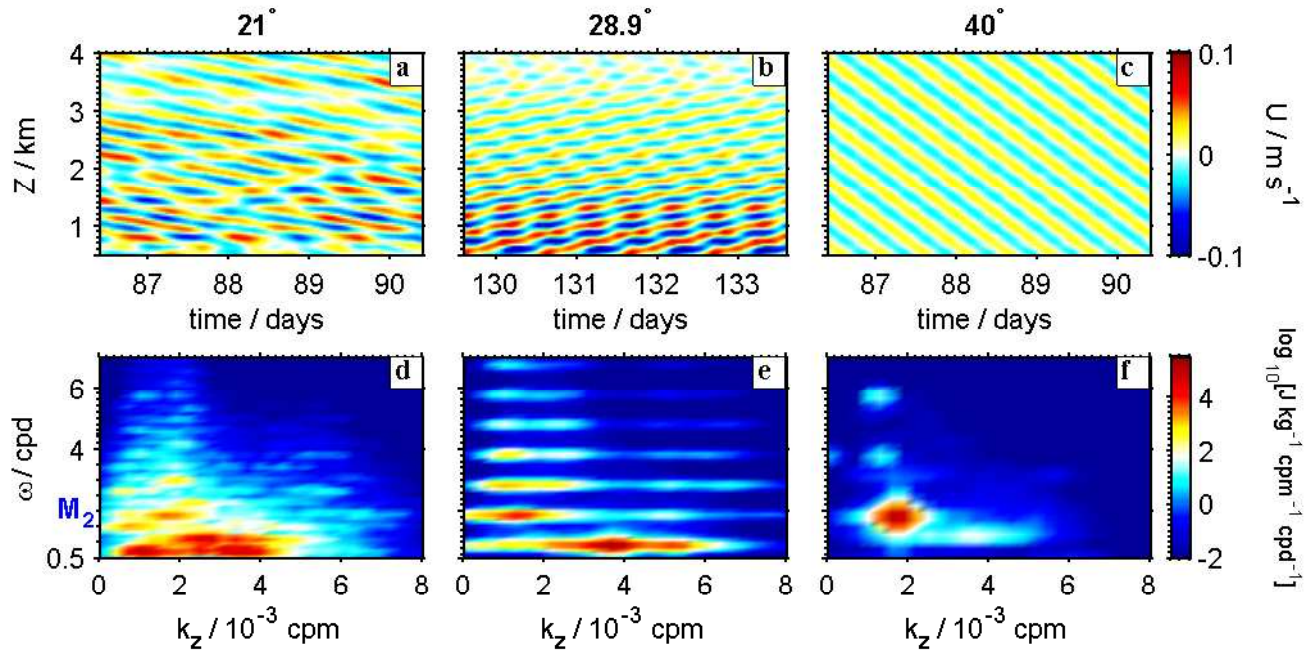 21° 28.9° 40°
a b c
4
3
2
1
Z / km
87 88 89 90
130 131 132 133
87 88 89 90
time / days time / days time / days
0.1
0
-0.1
U / m s⁻¹
d e f
6
4
M₂
0.5
ω / cpd
0 2 4 6 8
0 2 4 6 8
0 2 4 6 8
k_z / 10⁻³ cpm k_z / 10⁻³ cpm k_z / 10⁻³ cpm
4
2
0
-2
log₁₀[J kg⁻¹ cpm⁻¹ cpd⁻¹]